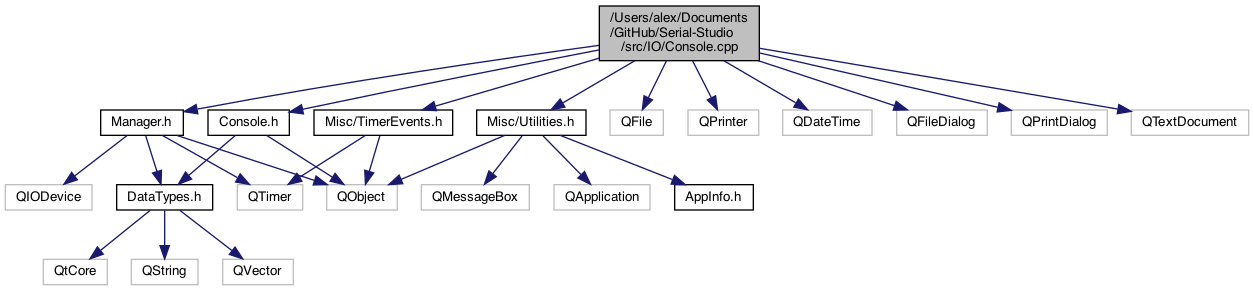 /Users/alex/Documents
/GitHub/Serial-Studio
/src/IO/Console.cpp
Manager.h
Console.h
Misc/TimerEvents.h
Misc/Utilities.h
QFile
QPrinter
QDateTime
QFileDialog
QPrintDialog
QTextDocument
QIODevice
DataTypes.h
QTimer
QObject
QMessageBox
QApplication
AppInfo.h
QtCore
QString
QVector